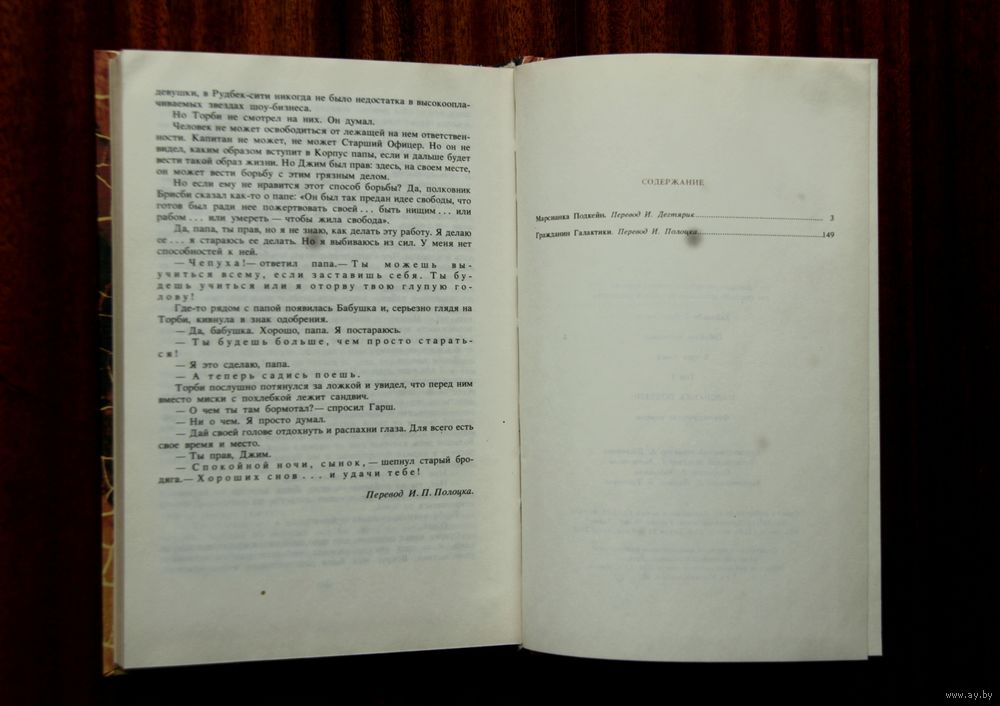 девушки, в Рудбек-сити никогда не было недостатка в высокоопла-
чиваемых звездах шоу-бизнеса.
Но Торби не смотрел на них. Он думал.
Человек не может освободиться от лежащей на нем ответствен-
ности. Капитан не может, не может Старший Офицер. Но он не
видел, каким образом вступит в Корпус папы, если и дальше будет
вести такой образ жизни. Но Джим был прав: здесь, на своем месте,
он может вести борьбу с этим грязным делом.
Но если ему не нравится этот способ борьбы? Да, полковник
Брисби сказал как-то о папе: «Он был так предан идее свободы, что
готов был ради нее пожертвовать своей... быть нищим... или
рабом... или умереть — чтобы жила свобода».
Да, папа, ты прав, но я не знаю, как делать эту работу. Я делаю
ее... я стараюсь ее делать. Но я выбиваюсь из сил. У меня нет
способностей к ней.
— Чепуха!— ответил папа.— Ты можешь вы-
учиться всему, если заставишь себя. Ты бу-
дешь учиться или я оторву твою глупую го-
лову!
Где-то рядом с папой появилась Бабушка и, серьезно глядя на
Торби, кивнула в знак одобрения.
— Да, бабушка. Хорошо, папа. Я постараюсь.
— Ты будешь больше, чем просто старать-
ся!
— Я это сделаю, папа.
— А теперь садись поешь.
Торби послушно потянулся за ложкой и увидел, что перед ним
вместо миски с похлебкой лежит сандвич.
— О чем ты там бормотал?— спросил Гарш.
— Ни о чем. Я просто думал.
— Дай своей голове отдохнуть и распахни глаза. Для всего есть
свое время и место.
— Ты прав, Джим.
— Спокойной ночи, сынок,— шепнул старый бро-
дяга.— Хороших снов... и удачи тебе!
Перевод И. П. Полоцка.
СОДЕРЖАНИЕ
Марсианка Подкейн. Перевод И. Дегтярик 3
Гражданин Галактики. Перевод И. Полоцка 149
www.ay.by